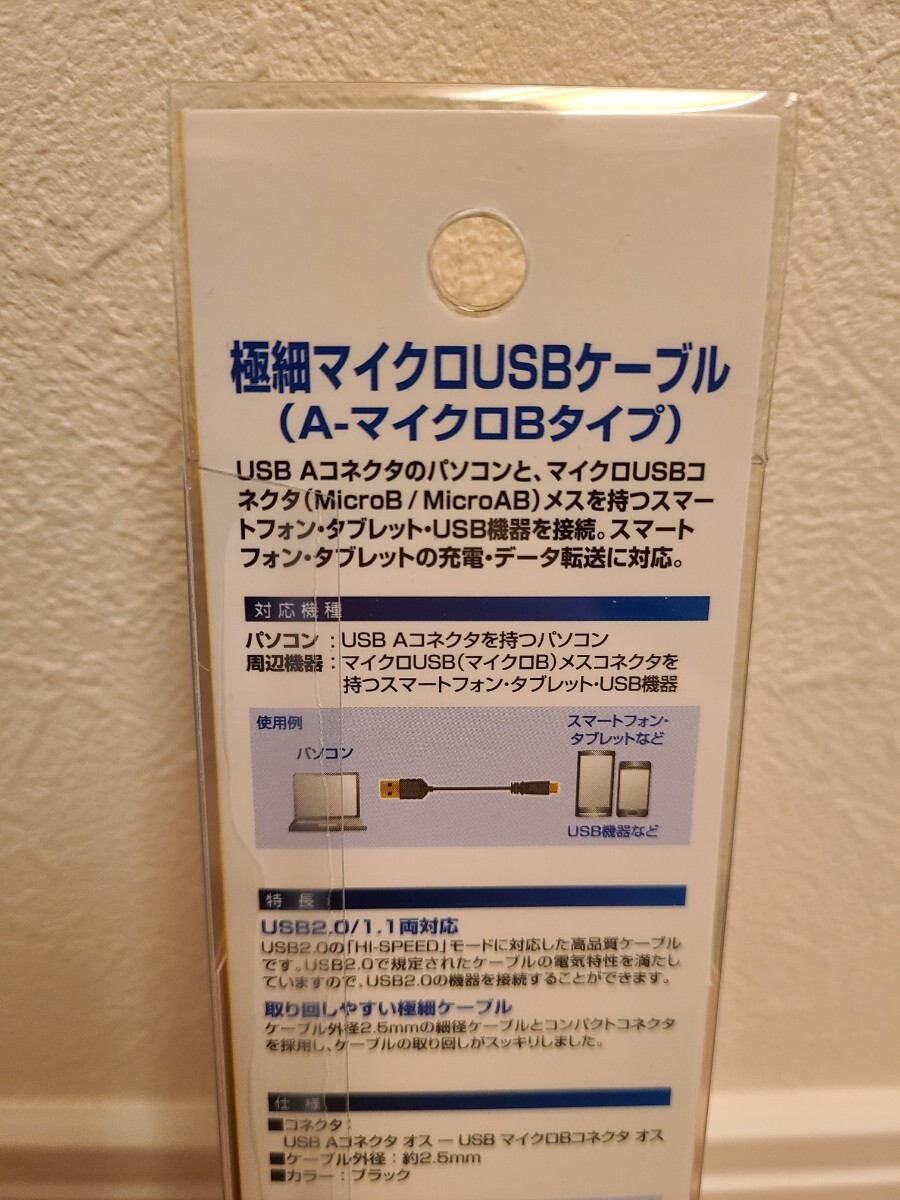 極細マイクロUSBケーブル
(A-マイクロBタイプ)
USB Aコネクタのパソコンと、マイクロUSBコ
ネクタ(MicroB/MicroAB)メスを持つスマー
トフォン・タブレット・USB機器を接続。スマート
フォン・タブレットの充電・データ転送に対応。
対応機種
パソコン:USB Aコネクタを持つパソコン
周辺機器:マイクロUSB(マイクロB)メスコネクタを
持つスマートフォン・タブレット・USB機器
使用例
スマートフォン・
タブレットなど
パソコン
USB機器など
特長
USB2.0/1.1両対応
USB2.0の「HI-SPEED」モードに対応した高品質ケーブル
です。USB2.0で規定されたケーブルの電気特性を満たし
ていますので、USB2.0の機器を接続することができます。
取り回しやすい極細ケーブル
ケーブル外径2.5mmの細径ケーブルとコンパクトコネクタ
を採用し、ケーブルの取り回しがスッキリしました。
仕様
■コネクタ:
USB Aコネクタ オス ー USB マイクロBコネクタ オス
■ケーブル外径:約2.5mm
■カラー:ブラック